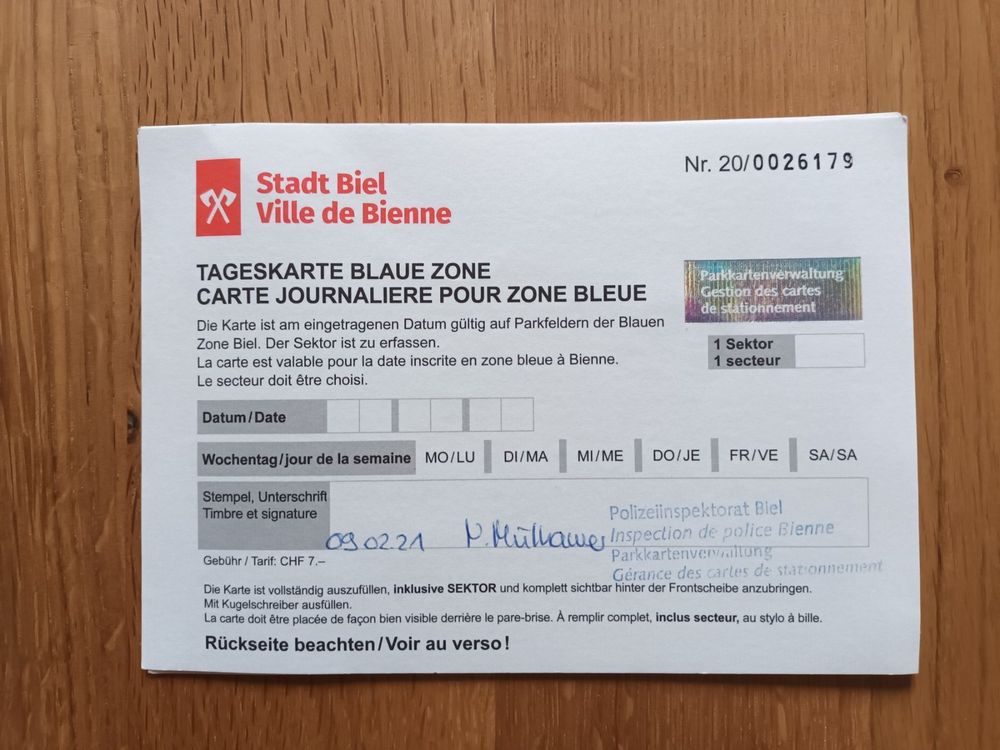 Stadt Biel
Ville de Bienne
Nr. 20/0026179
TAGESKARTE BLAUE ZONE
CARTE JOURNALIERE POUR ZONE BLEUE
Parkkartenverwaltung
Gestion des cartes
de stationnement
Die Karte ist am eingetragenen Datum gültig auf Parkfeldern der Blauen
Zone Biel. Der Sektor ist zu erfassen.
La carte est valable pour la date inscrite en zone bleue à Bienne.
Le secteur doit être choisi.
1 Sektor
1 secteur
Datum/Date
Wochentag/jour de la semaine MO/LU DI/MA MI/ME DO/JE FR/VE SA/SA
Stempel, Unterschrift
Timbre et signature
09.02.21
Polizeiinspektorat Biel
Inspection de police Bienne
Parkkartenverwaltung
Gérance des cartes de stationnement
Gebühr / Tarif: CHF 7.–
Die Karte ist vollständig auszufüllen, inklusive SEKTOR und komplett sichtbar hinter der Frontscheibe anzubringen.
Mit Kugelschreiber ausfüllen.
La carte doit être placée de façon bien visible derrière le pare-brise. À remplir complet, inclus secteur, au stylo à bille.
Rückseite beachten/Voir au verso!